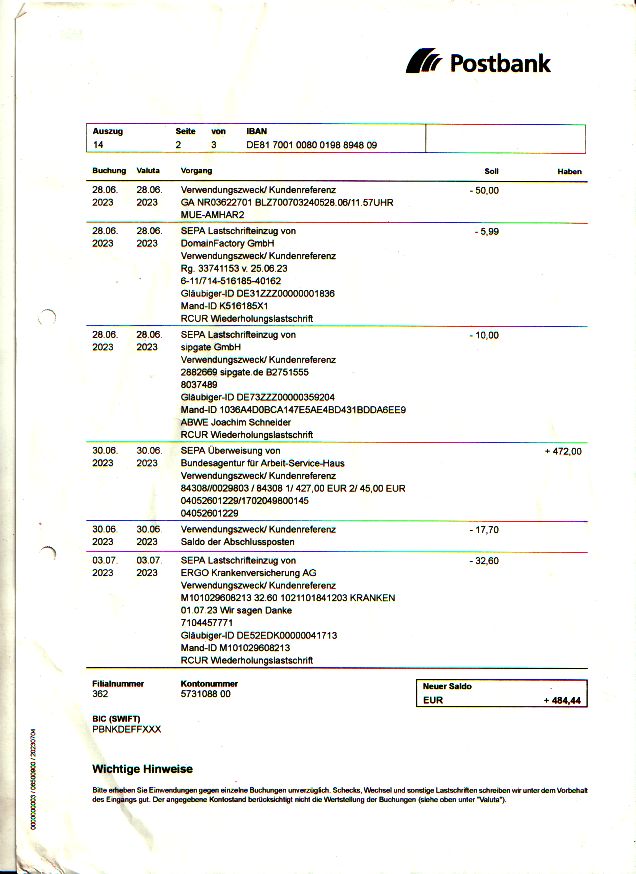 Postbank
Auszug Seite von IBAN
14 2 3 DE81 7001 0080 0198 8948 09
Buchung Valuta Vorgang Soll Haben
28.06. 28.06. Verwendungszweck/ Kundenreferenz - 50,00
2023 2023 GA NR03622701 BLZ700703240528.06/11.57UHR
MUE-AMHAR2
28.06. 28.06. SEPA Lastschrifteinzug von - 5,99
2023 2023 DomainFactory GmbH
Verwendungszweck/ Kundenreferenz
Rg. 33741153 v. 25.06.23
6-11/714-516185-40162
Gläubiger-ID DE31ZZZ00000001836
Mand-ID K516185X1
RCUR Wiederholungslastschrift
28.06. 28.06. SEPA Lastschrifteinzug von - 10,00
2023 2023 sipgate GmbH
Verwendungszweck/ Kundenreferenz
2882669 sipgate.de B2751555
8037489
Gläubiger-ID DE73ZZZ00000359204
Mand-ID 1036A4D0BCA147E5AE4BD431BDDA6EE9
ABWE Joachim Schneider
RCUR Wiederholungslastschrift
30.06. 30.06. SEPA Überweisung von + 472,00
2023 2023 Bundesagentur für Arbeit-Service-Haus
Verwendungszweck/ Kundenreferenz
84308//0029803 / 84308 1/ 427,00 EUR 2/ 45,00 EUR
04052601229/1702049800145
04052601229
30.06. 30.06. Verwendungszweck/ Kundenreferenz - 17,70
2023 2023 Saldo der Abschlussposten
03.07. 03.07. SEPA Lastschrifteinzug von - 32,60
2023 2023 ERGO Krankenversicherung AG
Verwendungszweck/ Kundenreferenz
M101029608213 32.60 1021101841203 KRANKEN
01.07.23 Wir sagen Danke
7104457771
Gläubiger-ID DE52EDK00000041713
Mand-ID M101029608213
RCUR Wiederholungslastschrift
Filialnummer Kontonummer Neuer Saldo
362 5731088 00 EUR + 484,44
BIC (SWIFT)
PBNKDEFFXXX
Wichtige Hinweise
Bitte erheben Sie Einwendungen gegen einzelne Buchungen unverzüglich. Schecks, Wechsel und sonstige Lastschriften schreiben wir unter dem Vorbehalt
des Eingangs gut. Der angegebene Kontostand berücksichtigt nicht die Wertstellung der Buchungen (siehe oben unter "Valuta").